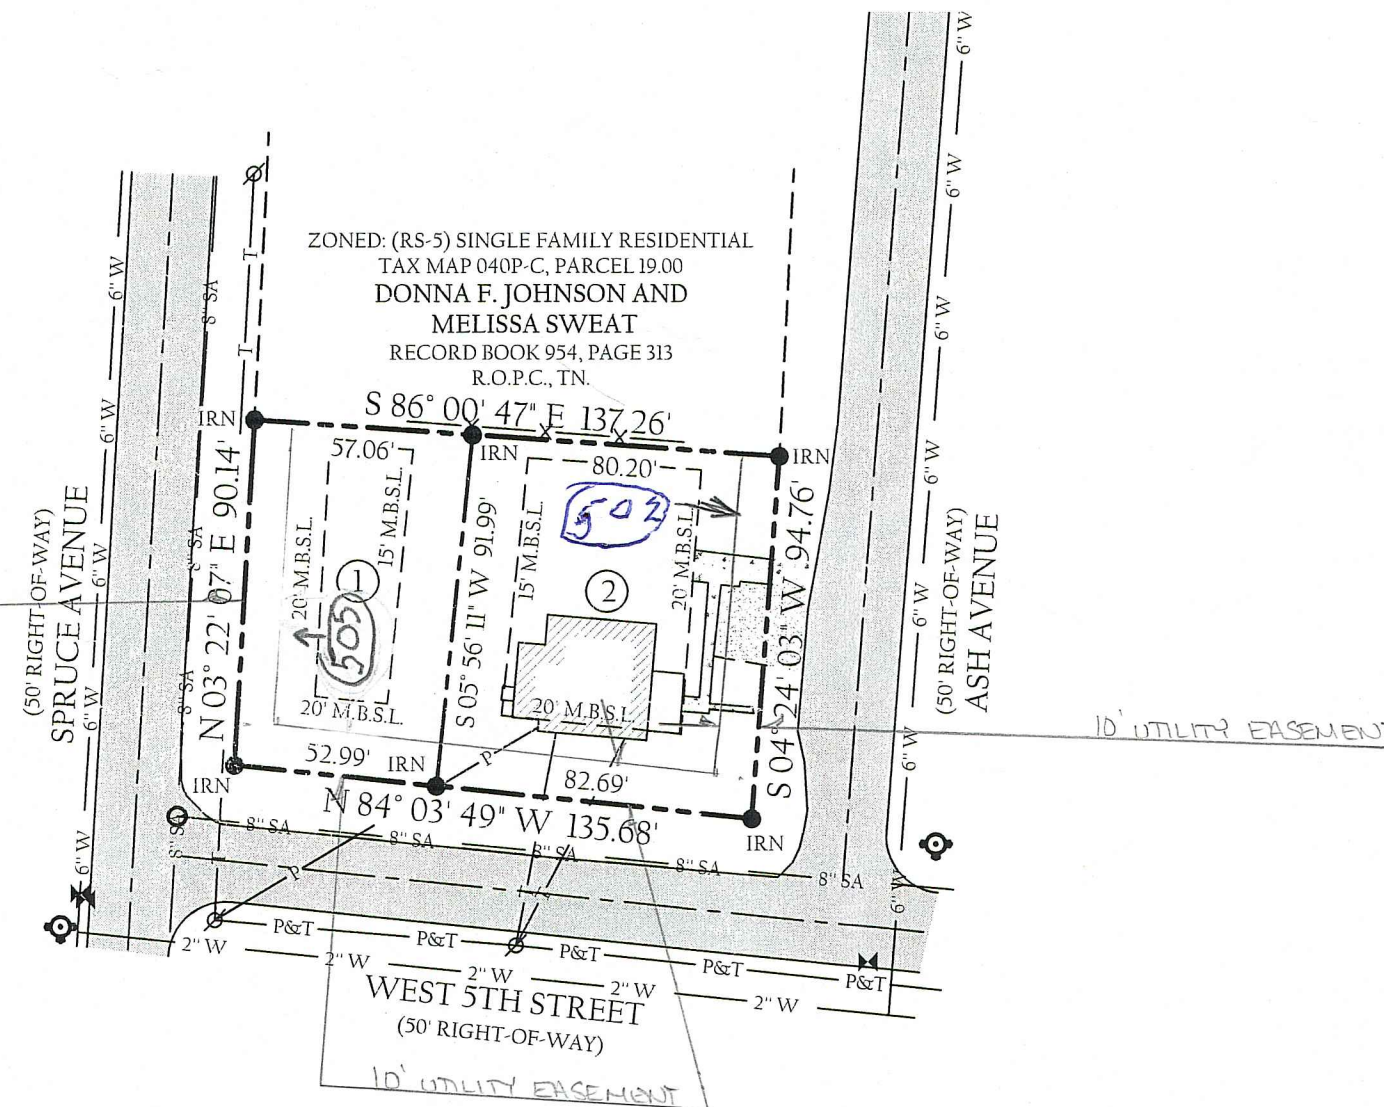 6" W
6" W
6" W
6" W
6" W
6" W
6" W
6" W
6" W
6" W
6" W
6" W
6" W
T
T
T
8" SA
8" SA
8" SA
8" SA
ZONED: (RS-5) SINGLE FAMILY RESIDENTIAL
TAX MAP 040P-C, PARCEL 19.00
DONNA F. JOHNSON AND
MELISSA SWEAT
RECORD BOOK 954, PAGE 313
R.O.P.C., TN.
S 86° 00' 47" E 137.26'
IRN
IRN
IRN
57.06'
80.20'
502
N 03° 22' 07" E 90.14'
20' M.B.S.L.
15' M.B.S.L.
S 05° 56' 11" W 91.99'
15' M.B.S.L.
20' M.B.S.L.
S 04° 24' 03" W 94.76'
1
505
2
(50' RIGHT-OF-WAY)
SPRUCE AVENUE
(50' RIGHT-OF-WAY)
ASH AVENUE
20' M.B.S.L.
20' M.B.S.L.
10' UTILITY EASEMENT
52.99'
IRN
P
82.69'
IRN
N 84° 03' 49" W 135.68'
IRN
8" SA
8" SA
8" SA
8" SA
8" SA
P
P&T
P&T
P&T
P&T
P&T
2" W
2" W
2" W
2" W
2" W
WEST 5TH STREET
(50' RIGHT-OF-WAY)
10' UTILITY EASEMENT